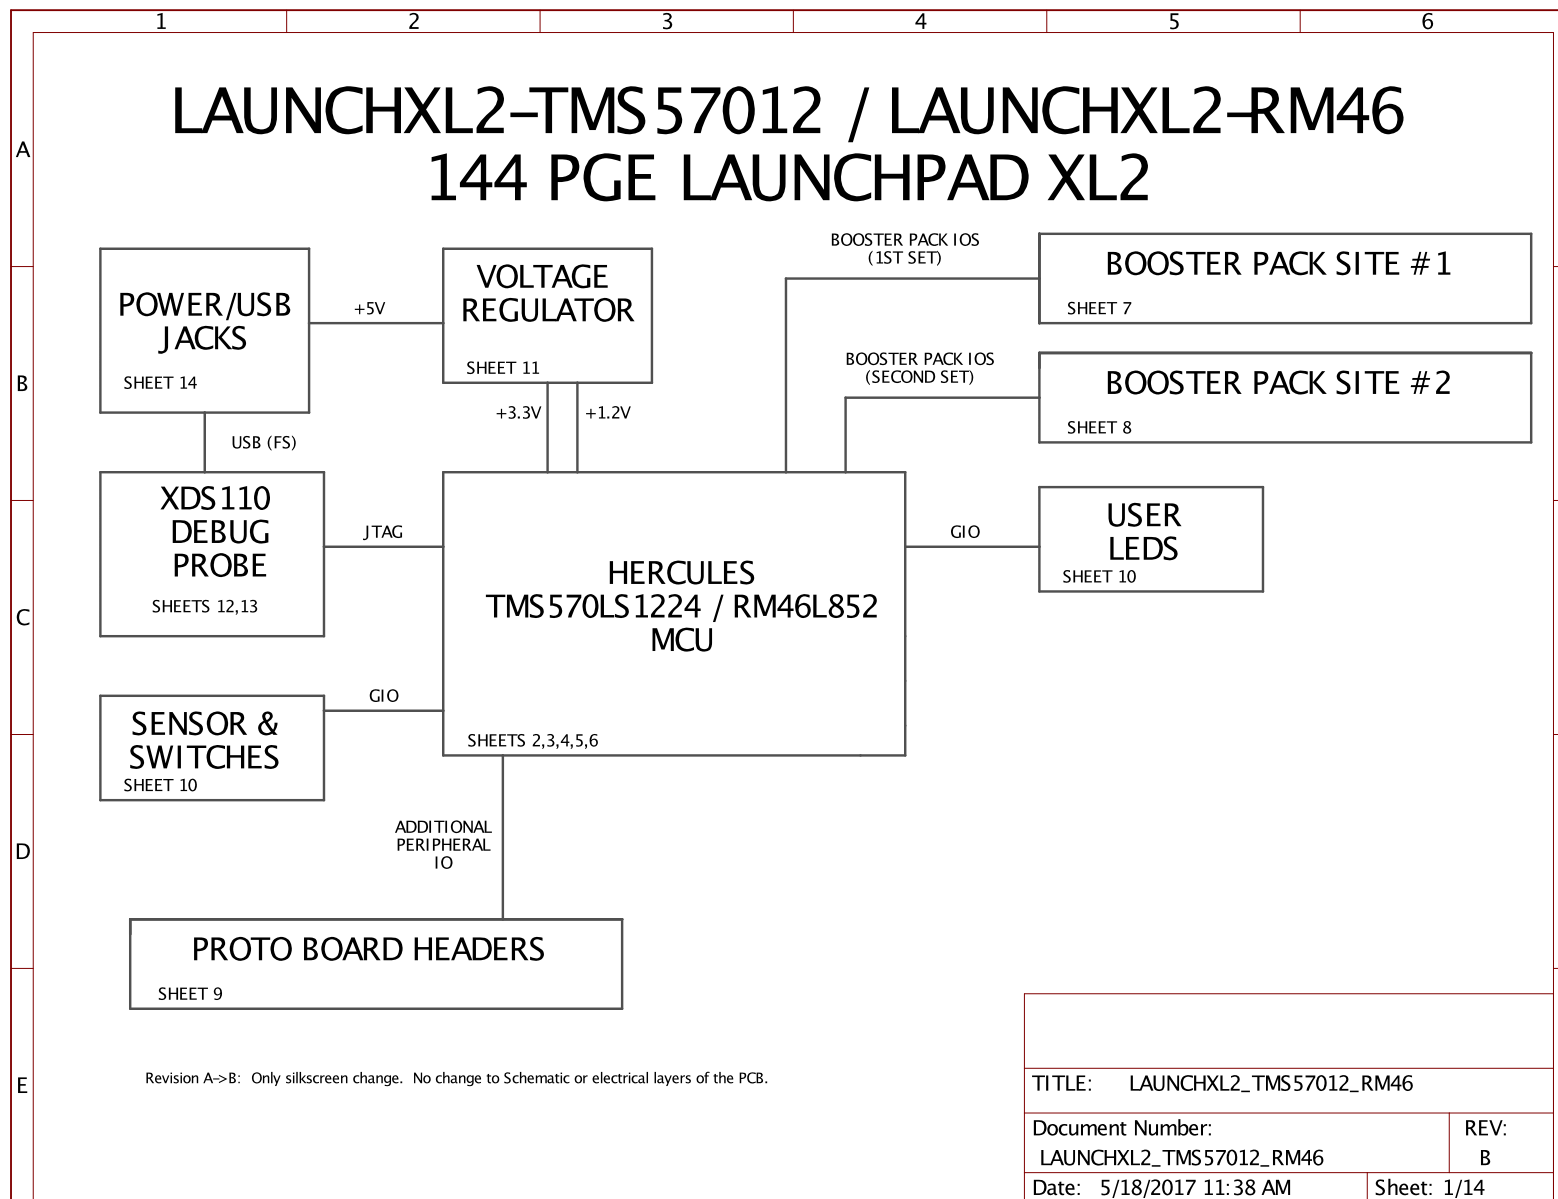 1 2 3 4 5 6
LAUNCHXL2-TMS57012 / LAUNCHXL2-RM46
144 PGE LAUNCHPAD XL2
A
B
C
D
E
POWER/USB
JACKS
SHEET 14
+5V
VOLTAGE
REGULATOR
SHEET 11
+3.3V
+1.2V
BOOSTER PACK IOS
(1ST SET)
BOOSTER PACK SITE #1
SHEET 7
BOOSTER PACK IOS
(SECOND SET)
BOOSTER PACK SITE #2
SHEET 8
USB (FS)
XDS110
DEBUG
PROBE
SHEETS 12,13
JTAG
HERCULES
TMS570LS1224 / RM46L852
MCU
SHEETS 2,3,4,5,6
GIO
USER
LEDS
SHEET 10
GIO
SENSOR &
SWITCHES
SHEET 10
ADDITIONAL
PERIPHERAL
IO
PROTO BOARD HEADERS
SHEET 9
Revision A->B: Only silkscreen change. No change to Schematic or electrical layers of the PCB.
TITLE: LAUNCHXL2_TMS57012_RM46
Document Number:
LAUNCHXL2_TMS57012_RM46
REV:
B
Date: 5/18/2017 11:38 AM
Sheet: 1/14